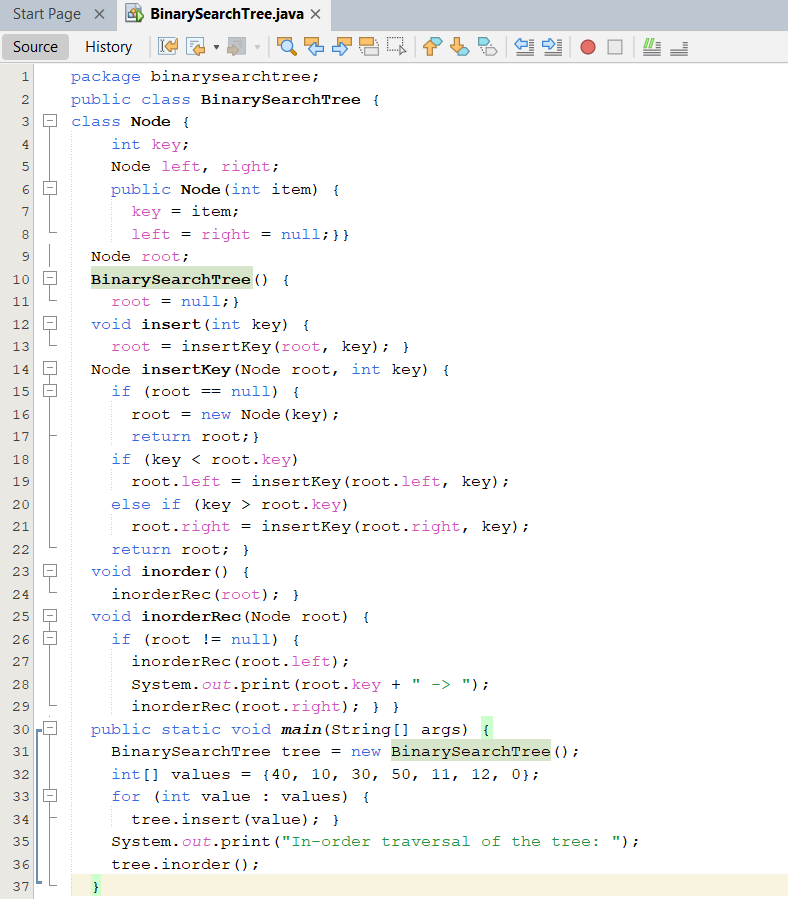 Start Page
BinarySearchTree.java
Source History
1 package binarysearchtree;
2 public class BinarySearchTree {
3 class Node {
4 int key;
5 Node left, right;
6 public Node(int item) {
7 key = item;
8 left = right = null;}}
9 Node root;
10 BinarySearchTree() {
11 root = null;}
12 void insert(int key) {
13 root = insertKey(root, key); }
14 Node insertKey(Node root, int key) {
15 if (root == null) {
16 root = new Node(key);
17 return root;}
18 if (key < root.key)
19 root.left = insertKey(root.left, key);
20 else if (key > root.key)
21 root.right = insertKey(root.right, key);
22 return root; }
23 void inorder() {
24 inorderRec(root); }
25 void inorderRec(Node root) {
26 if (root != null) {
27 inorderRec(root.left);
28 System.out.print(root.key + " -> ");
29 inorderRec(root.right); } }
30 public static void main(String[] args) {
31 BinarySearchTree tree = new BinarySearchTree();
32 int[] values = {40, 10, 30, 50, 11, 12, 0};
33 for (int value : values) {
34 tree.insert(value); }
35 System.out.print("In-order traversal of the tree: ");
36 tree.inorder();
37 }